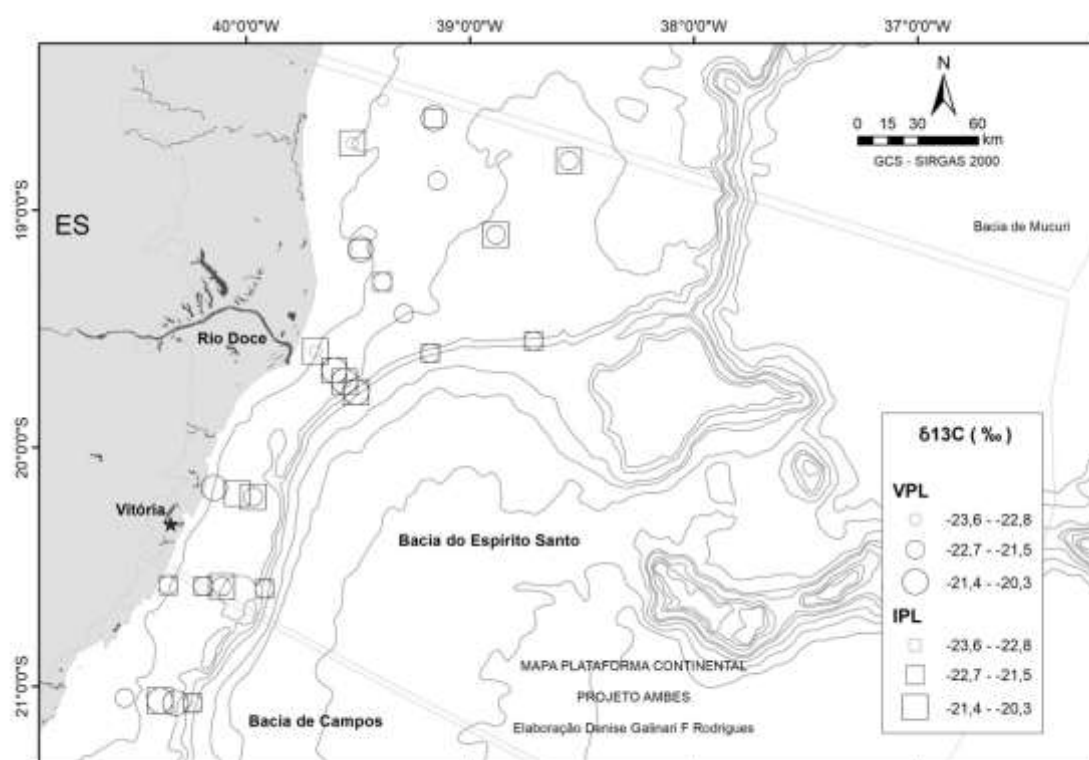 40°0'0"W 39°0'0"W 38°0'0"W 37°0'0"W
N
0 15 30 60
km
GCS - SIRGAS 2000
19°0'0"S
ES
Bacia de Mucuri
Rio Doce
20°0'0"S
Vitória
Bacia do Espírito Santo
δ13C ( ‰ )
VPL
-23,6 - -22,8
-22,7 - -21,5
-21,4 - -20,3
IPL
-23,6 - -22,8
-22,7 - -21,5
-21,4 - -20,3
21°0'0"S
MAPA PLATAFORMA CONTINENTAL
PROJETO AMBES
Bacia de Campos
Elaboração Denise Galinari F Rodrigues